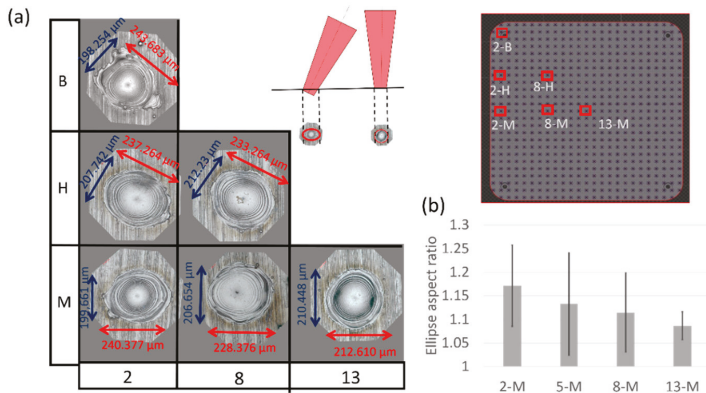 (a)
B
198.254 µm
243.683 µm
H
207.742 µm
237.264 µm
212.23 µm
233.264 µm
M
199.661 µm
240.377 µm
206.654 µm
228.376 µm
210.448 µm
212.610 µm
2
8
13
2-B
2-H
8-H
2-M
8-M
13-M
(b)
Ellipse aspect ratio
1.3
1.25
1.2
1.15
1.1
1.05
1
2-M
5-M
8-M
13-M